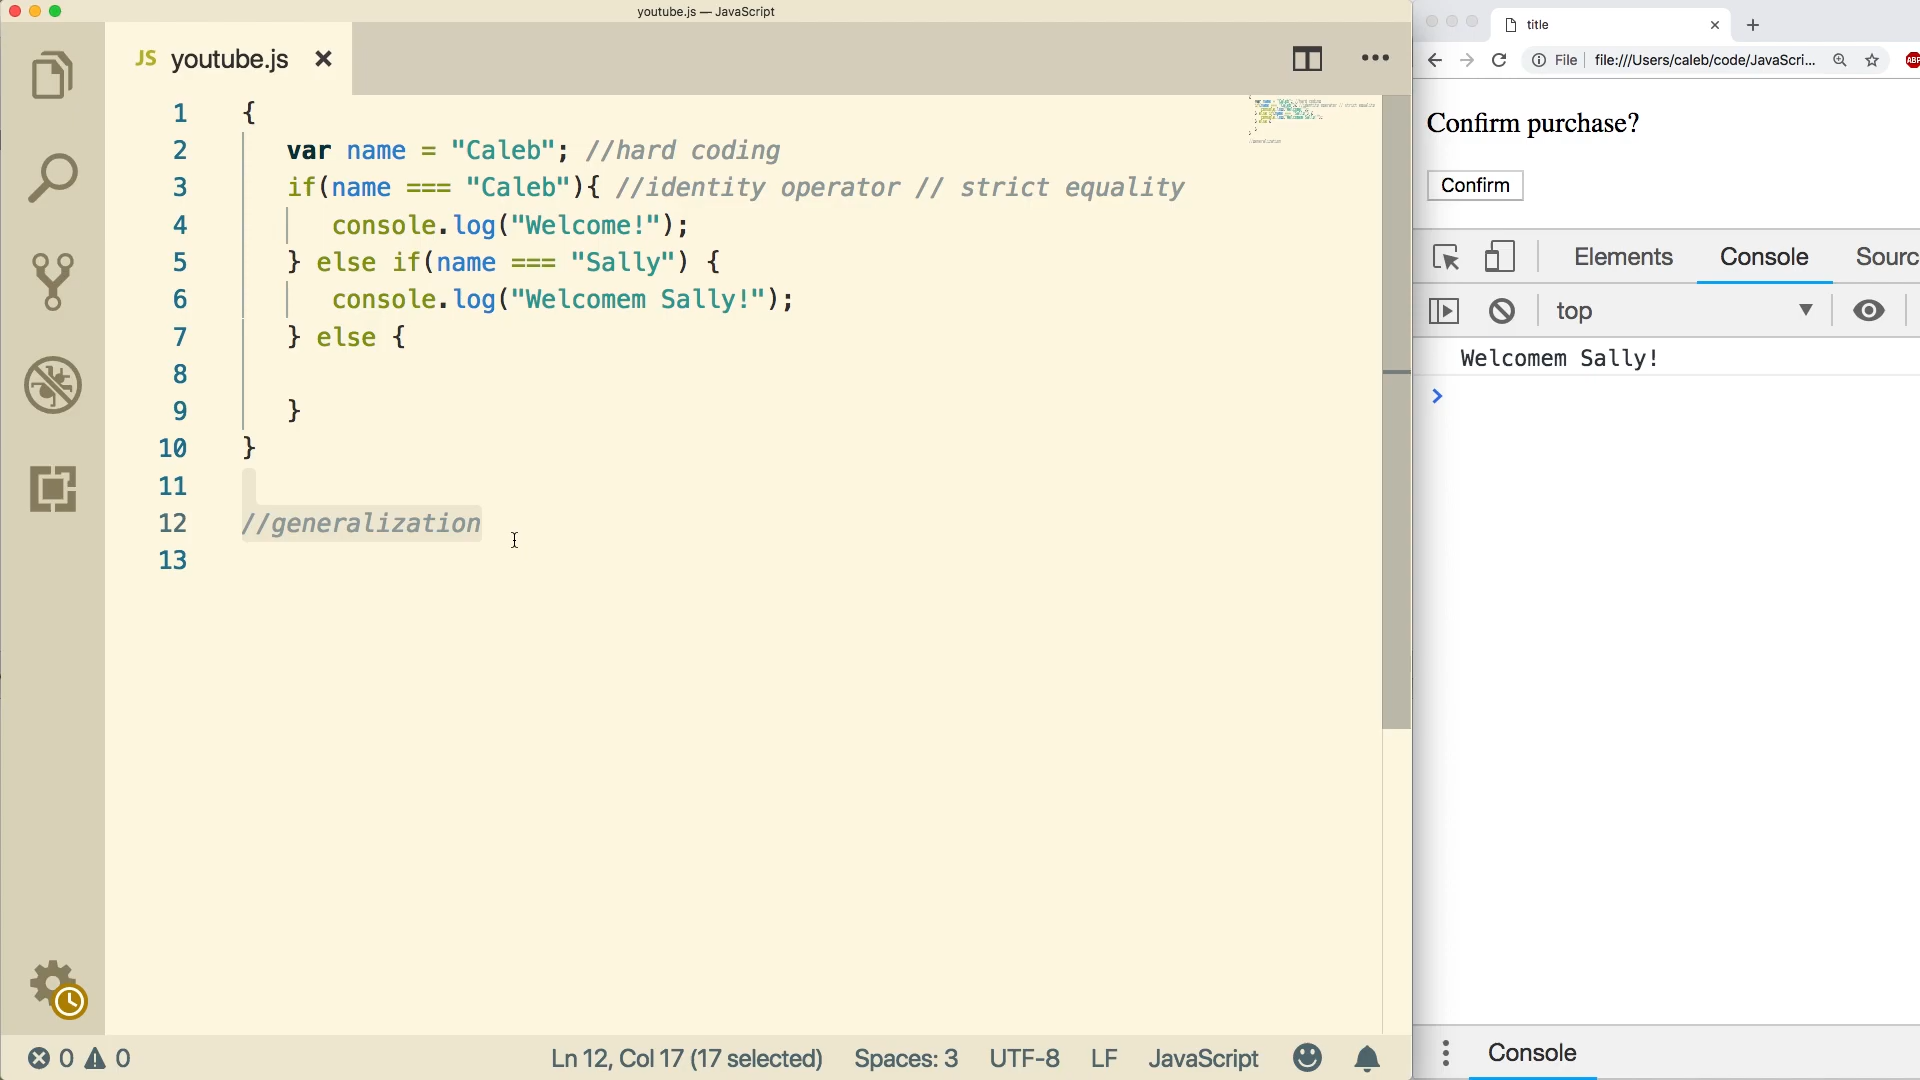 youtube.js — JavaScript
JS youtube.js
1 {
2 var name = "Caleb"; //hard coding
3 if(name === "Caleb"){ //identity operator // strict equality
4 console.log("Welcome!");
5 } else if(name === "Sally") {
6 console.log("Welcomem Sally!");
7 } else {
8
9 }
10 }
11
12 //generalization
13
0 0 Ln 12, Col 17 (17 selected) Spaces: 3 UTF-8 LF JavaScript
title
File file:///Users/caleb/code/JavaScri... ABP
Confirm purchase?
Confirm
Elements Console Sourc
top
Welcomem Sally!
Console